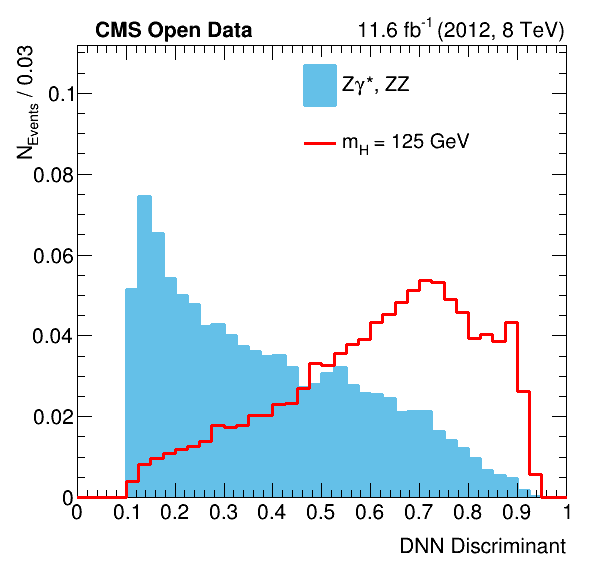 CMS Open Data 11.6 fb⁻¹ (2012, 8 TeV)
N_Events / 0.03
Zγ*, ZZ
m_H = 125 GeV
0.1
0.08
0.06
0.04
0.02
0
0 0.1 0.2 0.3 0.4 0.5 0.6 0.7 0.8 0.9 1
DNN Discriminant